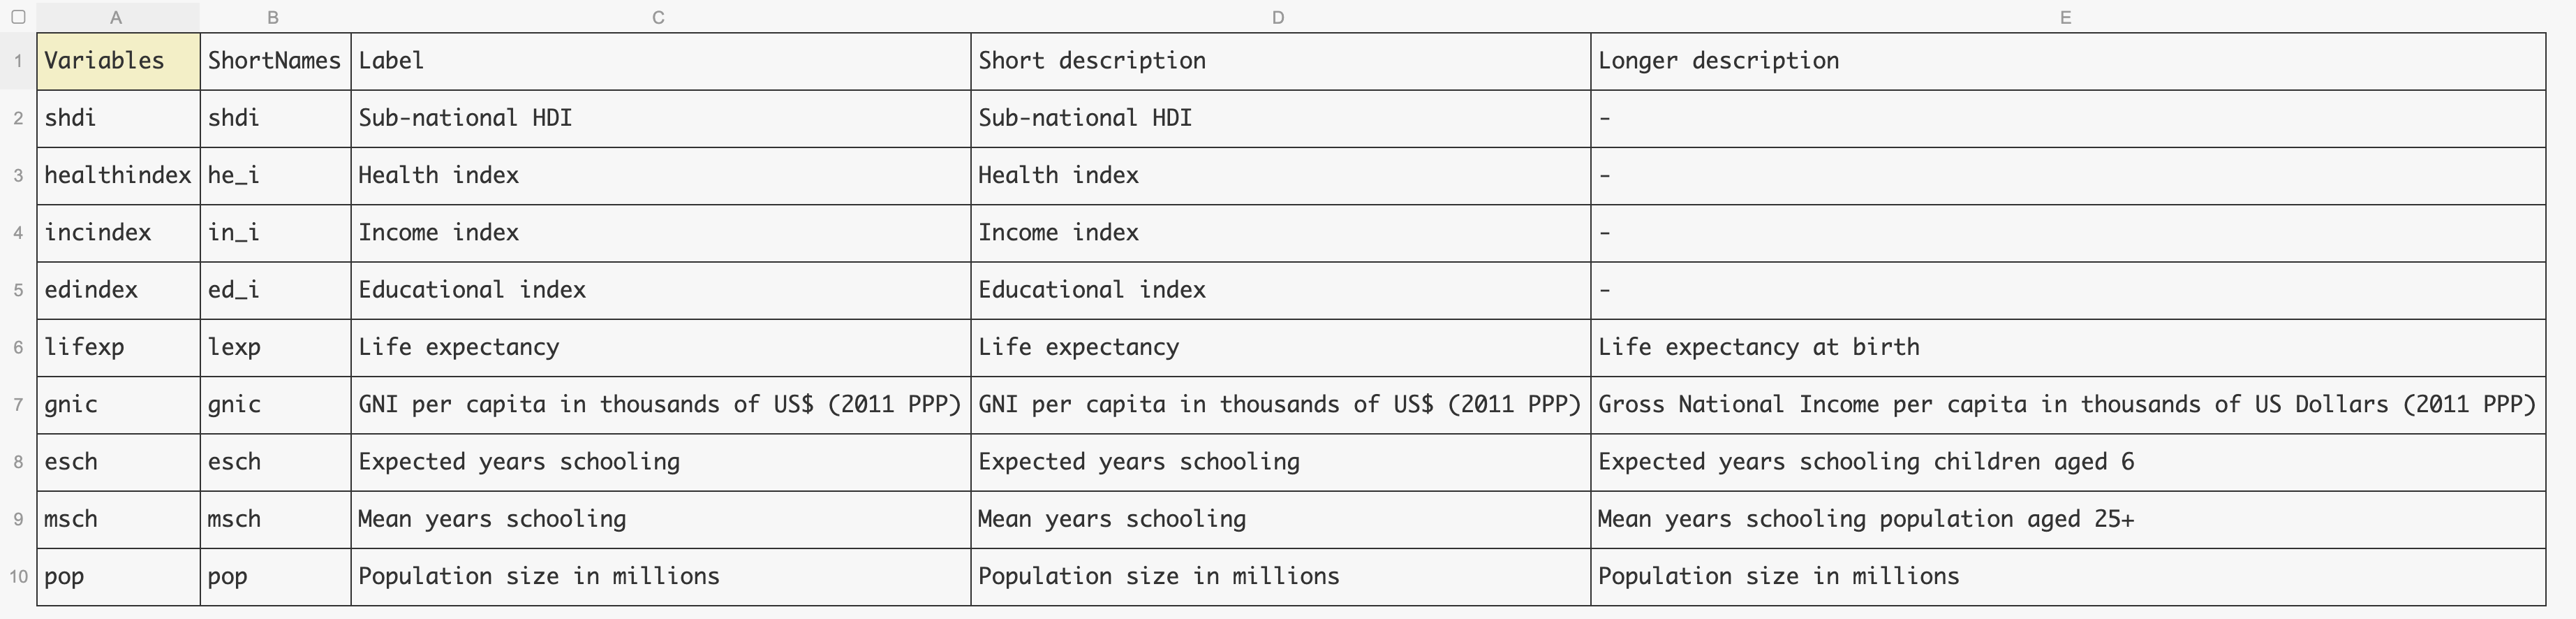 A B C D E
1 Variables ShortNames Label Short description Longer description
2 shdi shdi Sub-national HDI Sub-national HDI -
3 healthindex he_i Health index Health index -
4 incindex in_i Income index Income index -
5 edindex ed_i Educational index Educational index -
6 lifexp lexp Life expectancy Life expectancy Life expectancy at birth
7 gnic gnic GNI per capita in thousands of US$ (2011 PPP) GNI per capita in thousands of US$ (2011 PPP) Gross National Income per capita in thousands of US Dollars (2011 PPP)
8 esch esch Expected years schooling Expected years schooling Expected years schooling children aged 6
9 msch msch Mean years schooling Mean years schooling Mean years schooling population aged 25+
10 pop pop Population size in millions Population size in millions Population size in millions